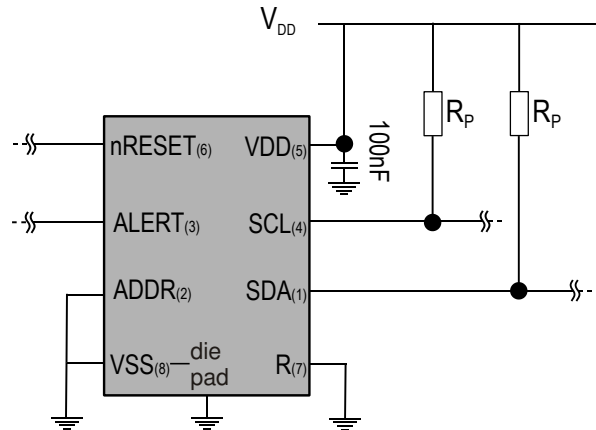 VDD
nRESET(6)
VDD(5)
100nF
RP
RP
ALERT(3)
SCL(4)
ADDR(2)
SDA(1)
VSS(8)
die
pad
R(7)